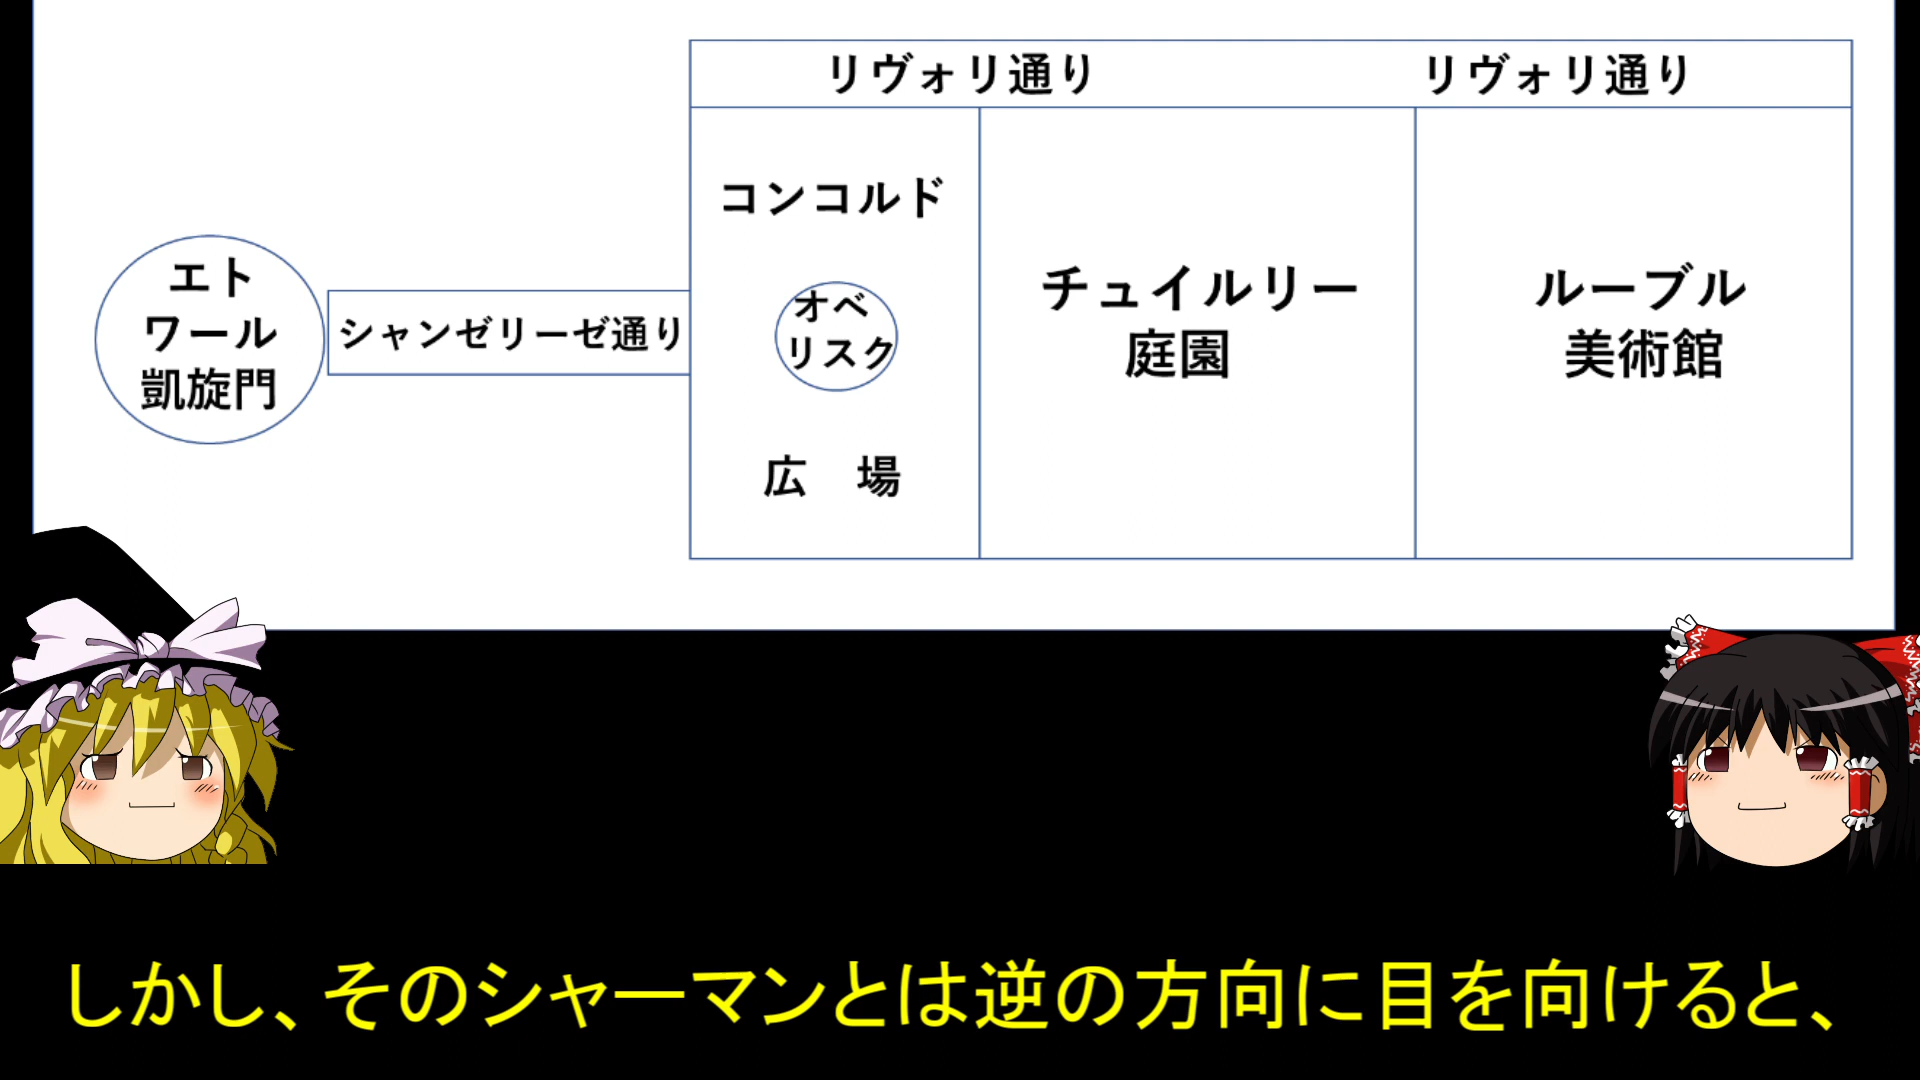 リヴォリ通り
リヴォリ通り
コンコルド
オベ
リスク
広　場
エト
ワール
凱旋門
シャンゼリーゼ通り
チュイルリー
庭園
ルーブル
美術館
しかし、そのシャーマンとは逆の方向に目を向けると、